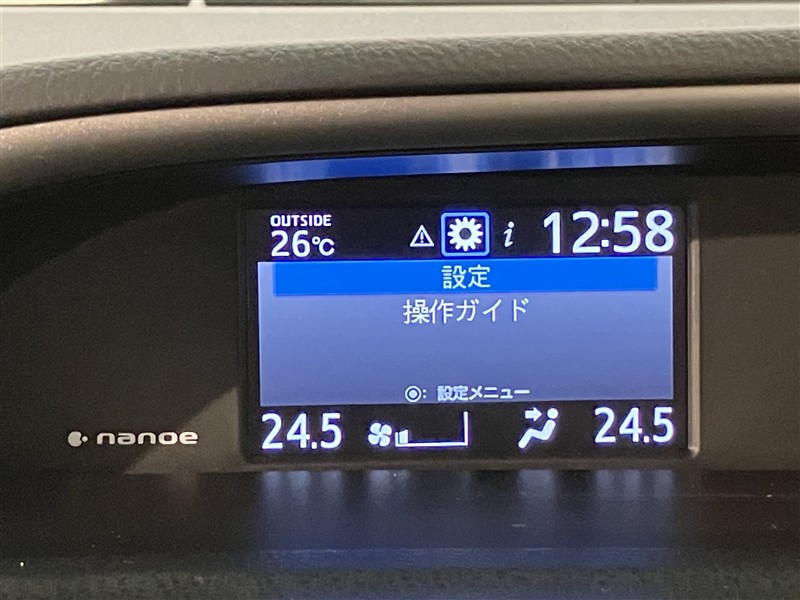 OUTSIDE
26℃
i 12:58
設定
操作ガイド
◎: 設定メニュー
24.5 24.5
nanoe